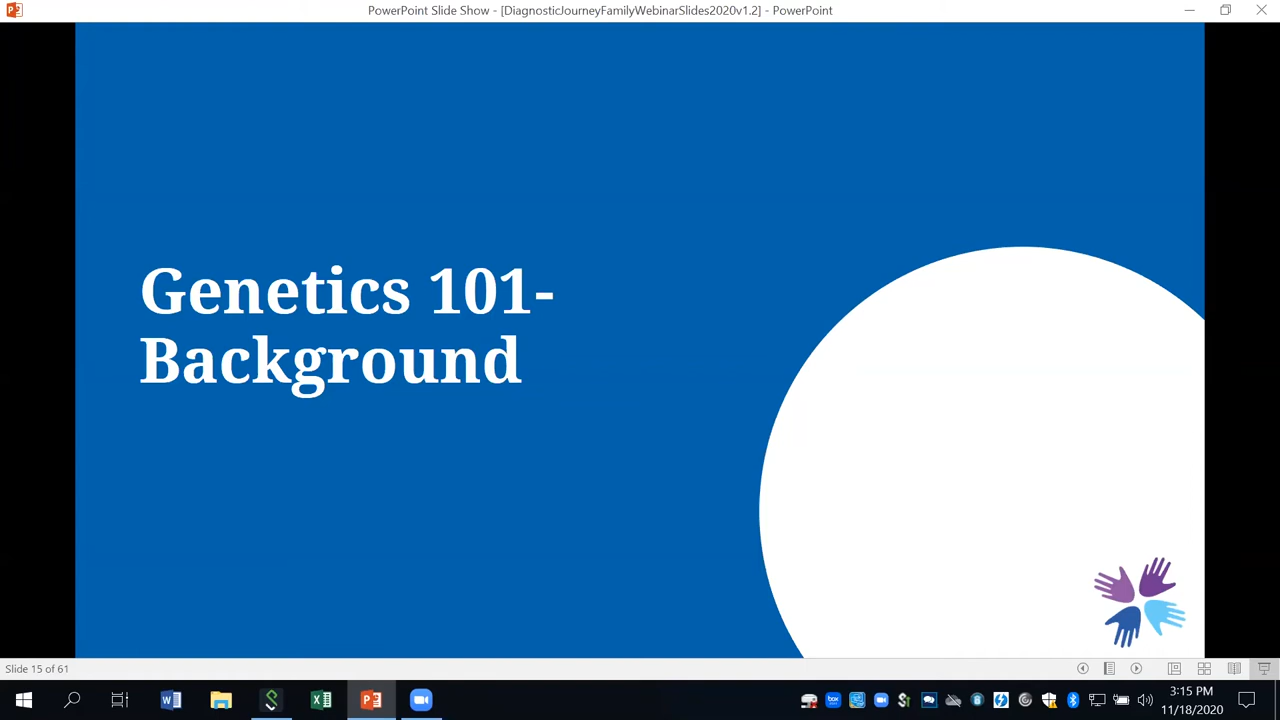 PowerPoint Slide Show - [DiagnosticJourneyFamilyWebinarSlides2020v1.2] - PowerPoint
Genetics 101-
Background
Slide 15 of 61
3:15 PM
11/18/2020